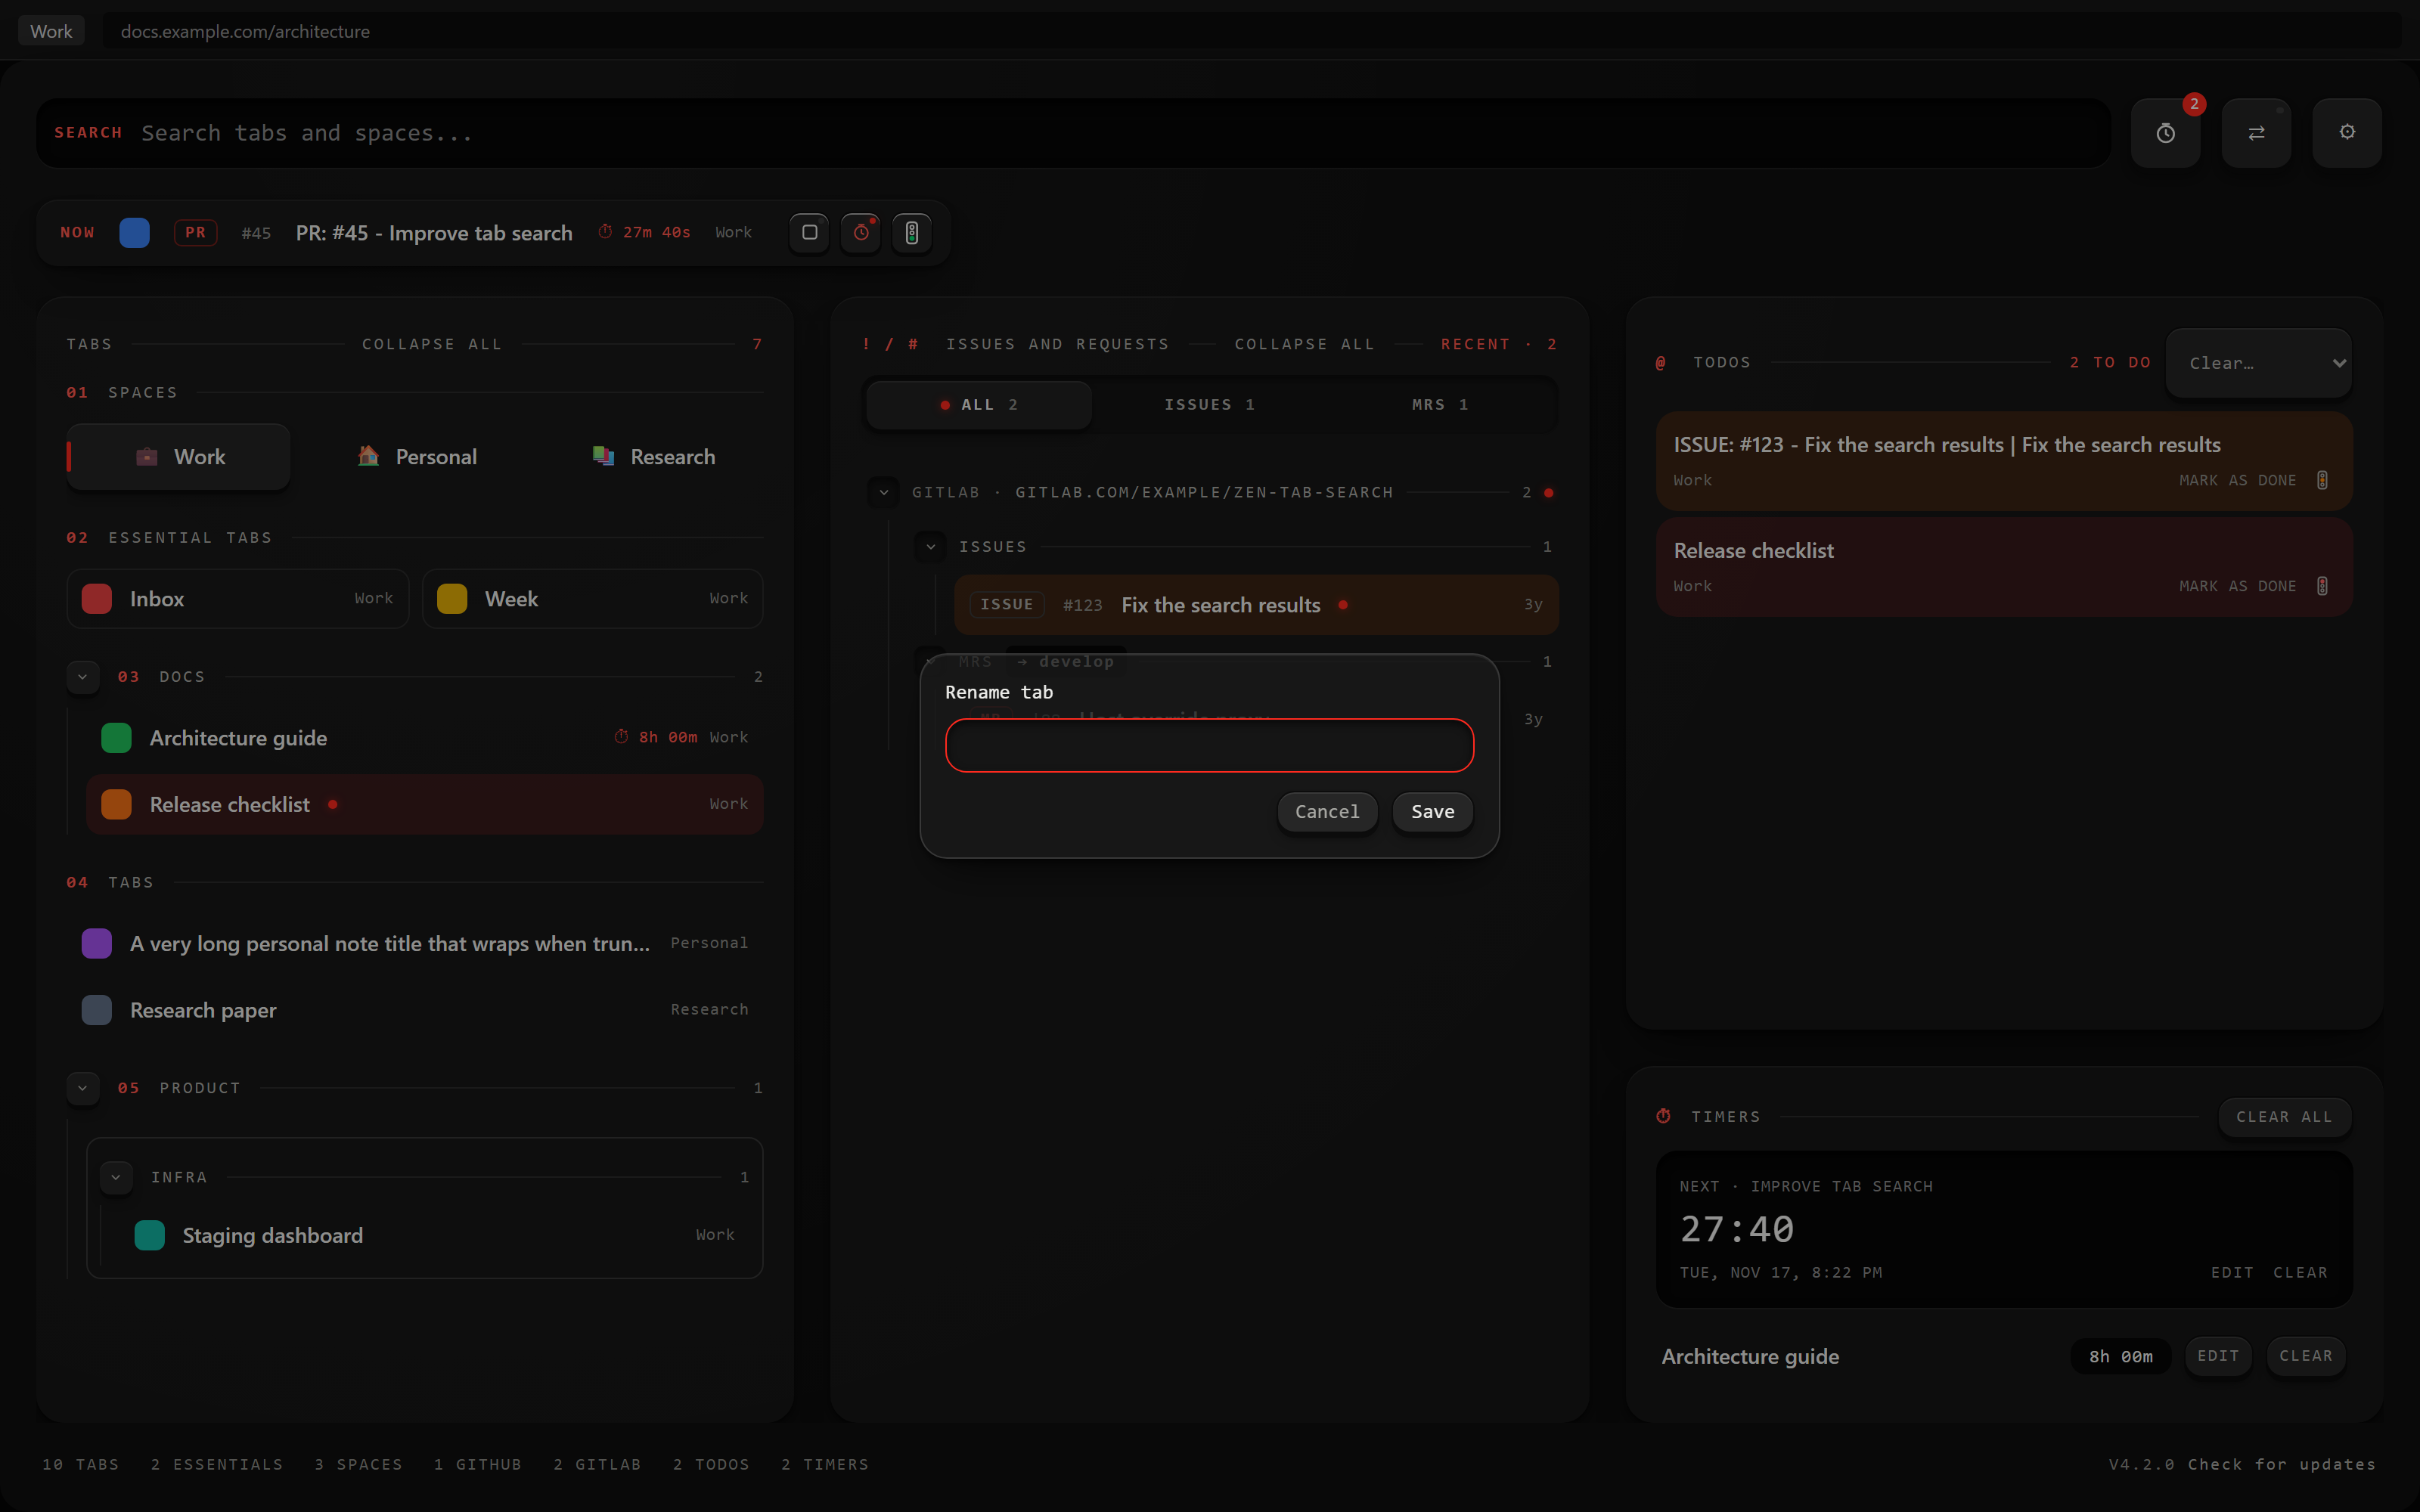 Work docs.example.com/architecture
SEARCH Search tabs and spaces...
2
NOW PR #45 PR: #45 - Improve tab search 27m 40s Work
TABS COLLAPSE ALL 7
01 SPACES
Work Personal Research
02 ESSENTIAL TABS
Inbox Work Week Work
03 DOCS 2
Architecture guide 8h 00m Work
Release checklist Work
04 TABS
A very long personal note title that wraps when trun... Personal
Research paper Research
05 PRODUCT 1
INFRA 1
Staging dashboard Work
! / # ISSUES AND REQUESTS COLLAPSE ALL RECENT · 2
ALL 2 ISSUES 1 MRS 1
GITLAB · GITLAB.COM/EXAMPLE/ZEN-TAB-SEARCH 2
ISSUES 1
ISSUE #123 Fix the search results 3y
MRS → develop 1
3y
Rename tab
Cancel Save
@ TODOS 2 TO DO Clear…
ISSUE: #123 - Fix the search results | Fix the search results
Work MARK AS DONE
Release checklist
Work MARK AS DONE
TIMERS CLEAR ALL
NEXT · IMPROVE TAB SEARCH
27:40
TUE, NOV 17, 8:22 PM EDIT CLEAR
Architecture guide 8h 00m EDIT CLEAR
10 TABS 2 ESSENTIALS 3 SPACES 1 GITHUB 2 GITLAB 2 TODOS 2 TIMERS
V4.2.0 Check for updates